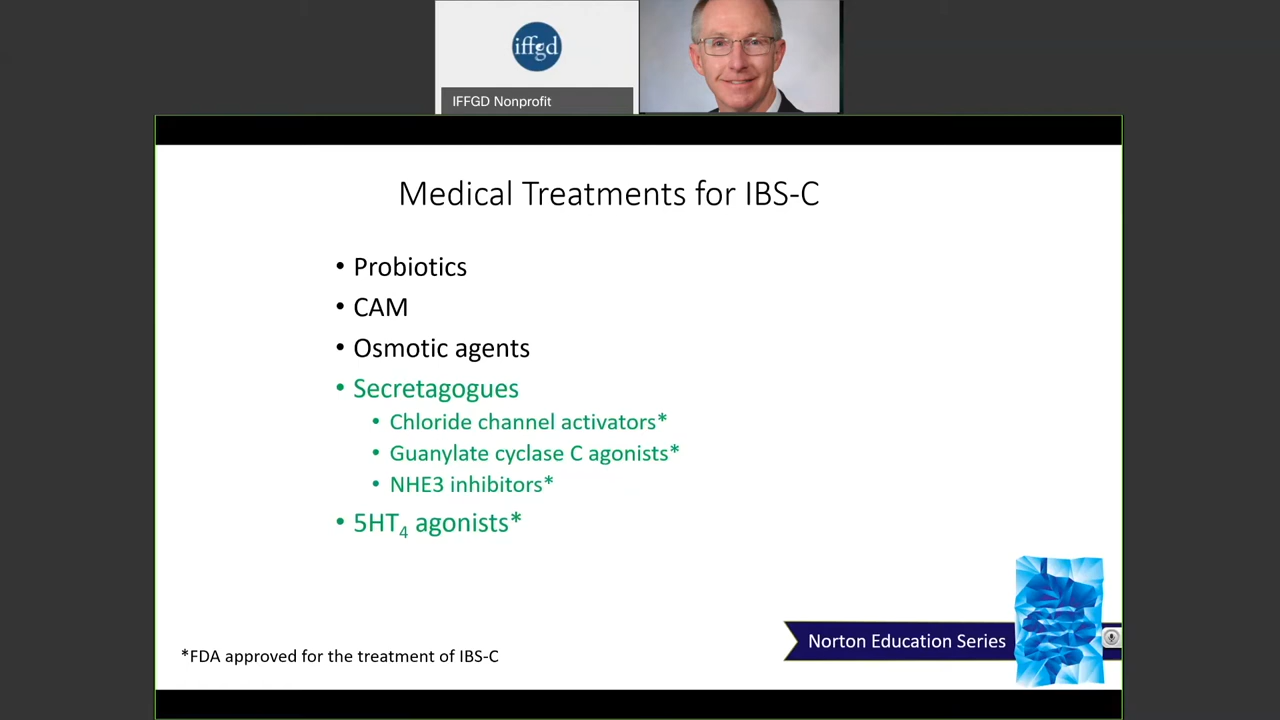 iffgd
IFFGD Nonprofit
Medical Treatments for IBS-C
• Probiotics
• CAM
• Osmotic agents
• Secretagogues
• Chloride channel activators*
• Guanylate cyclase C agonists*
• NHE3 inhibitors*
• 5HT₄ agonists*
Norton Education Series
*FDA approved for the treatment of IBS-C